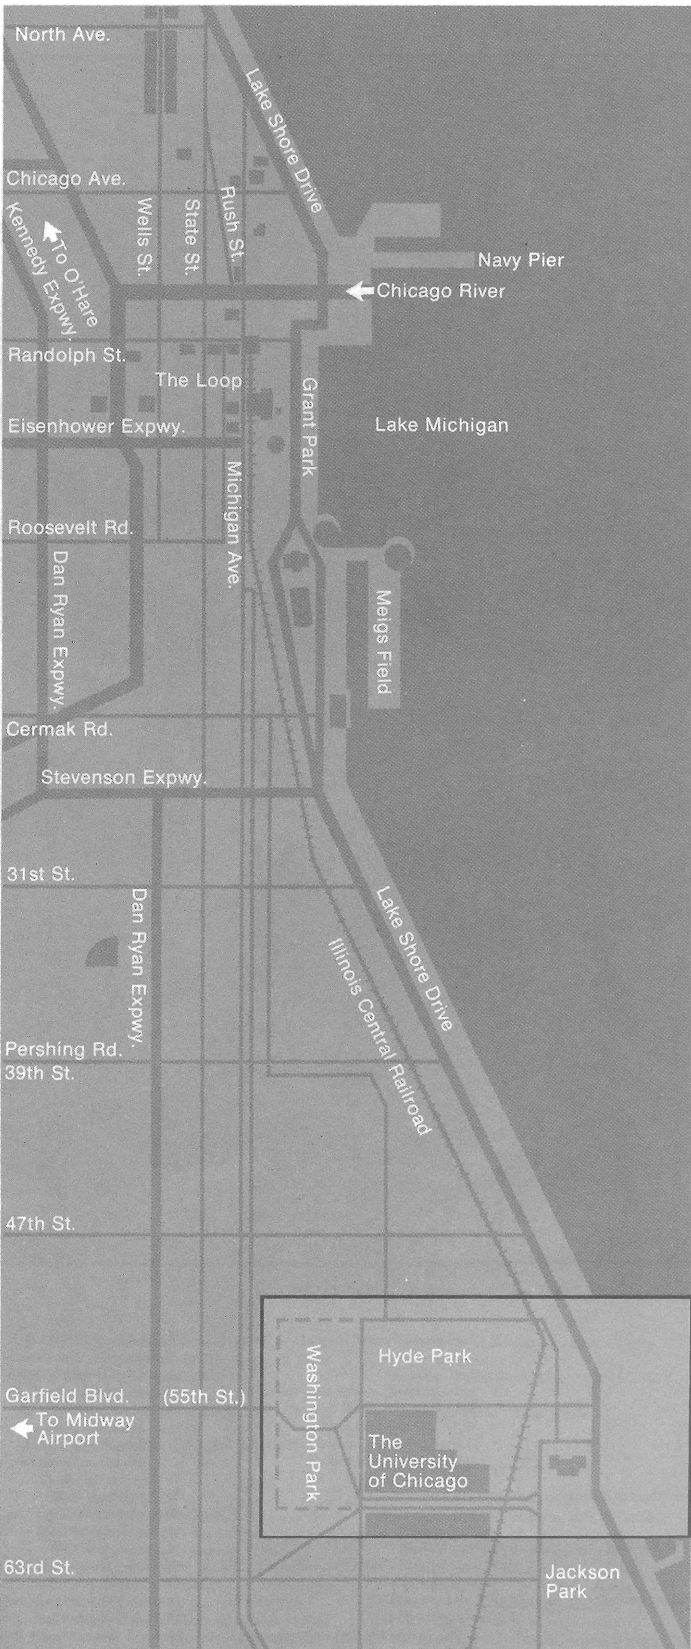 North Ave.
Lake Shore Drive
Chicago Ave.
Wells St.
State St.
Rush St.
To O'Hare
Kennedy Expwy.
Navy Pier
Chicago River
Randolph St.
The Loop
Grant Park
Lake Michigan
Eisenhower Expwy.
Michigan Ave.
Roosevelt Rd.
Dan Ryan Expwy.
Meigs Field
Cermak Rd.
Stevenson Expwy.
31st St.
Dan Ryan Expwy.
Lake Shore Drive
Illinois Central Railroad
Pershing Rd.
39th St.
47th St.
Washington Park
Hyde Park
Garfield Blvd. (55th St.)
To Midway
Airport
The
University
of Chicago
63rd St.
Jackson
Park